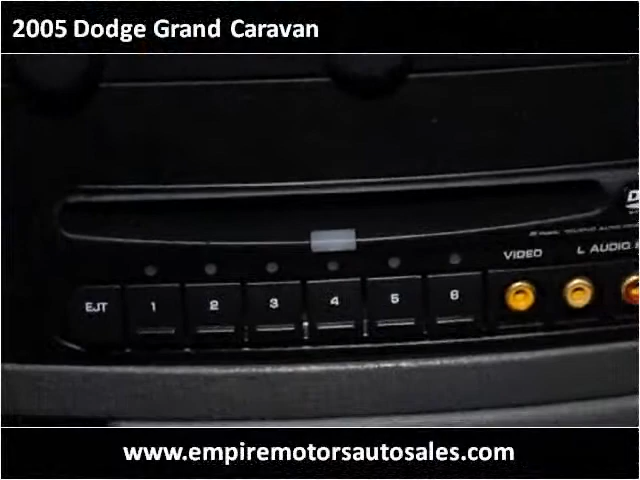 2005 Dodge Grand Caravan
VIDEO
L AUDIO
EJT 1 2 3 4 5 6
www.empiremotorsautosales.com